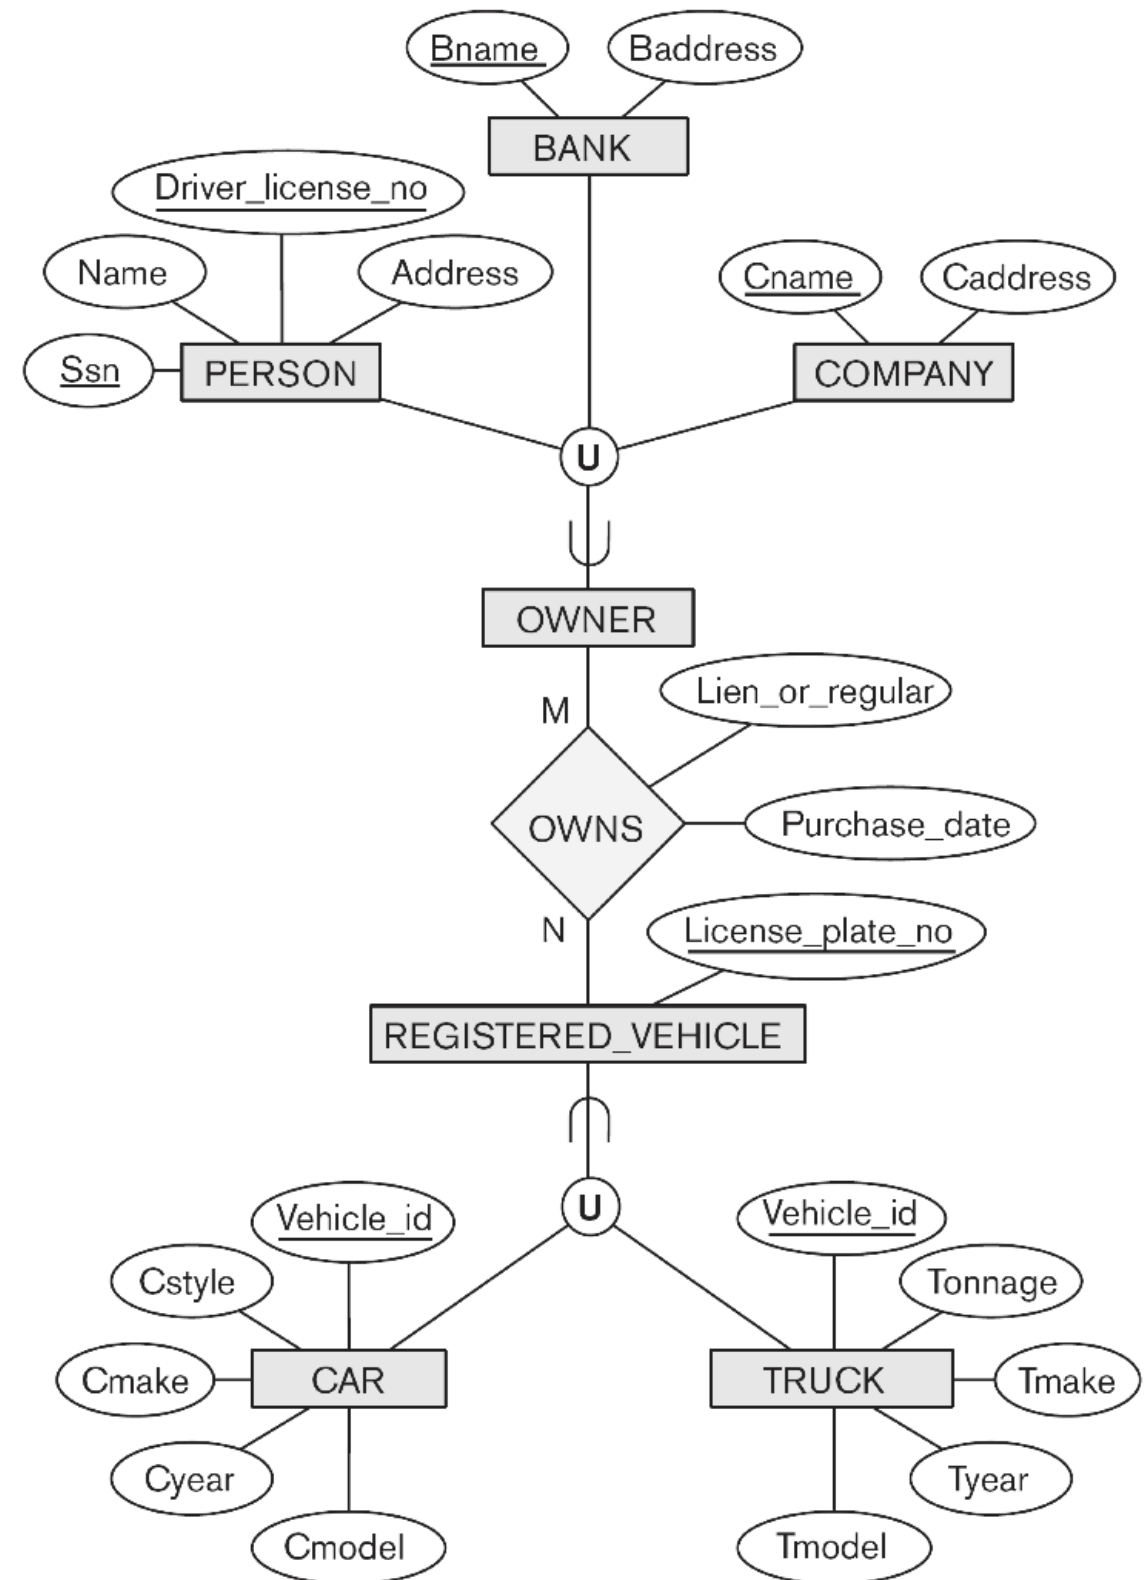 Bname
Baddress
BANK
Driver_license_no
Name
Address
Cname
Caddress
Ssn
PERSON
COMPANY
U
OWNER
Lien_or_regular
M
OWNS
Purchase_date
N
License_plate_no
REGISTERED_VEHICLE
U
Vehicle_id
Vehicle_id
Cstyle
Tonnage
Cmake
CAR
TRUCK
Tmake
Cyear
Tyear
Cmodel
Tmodel